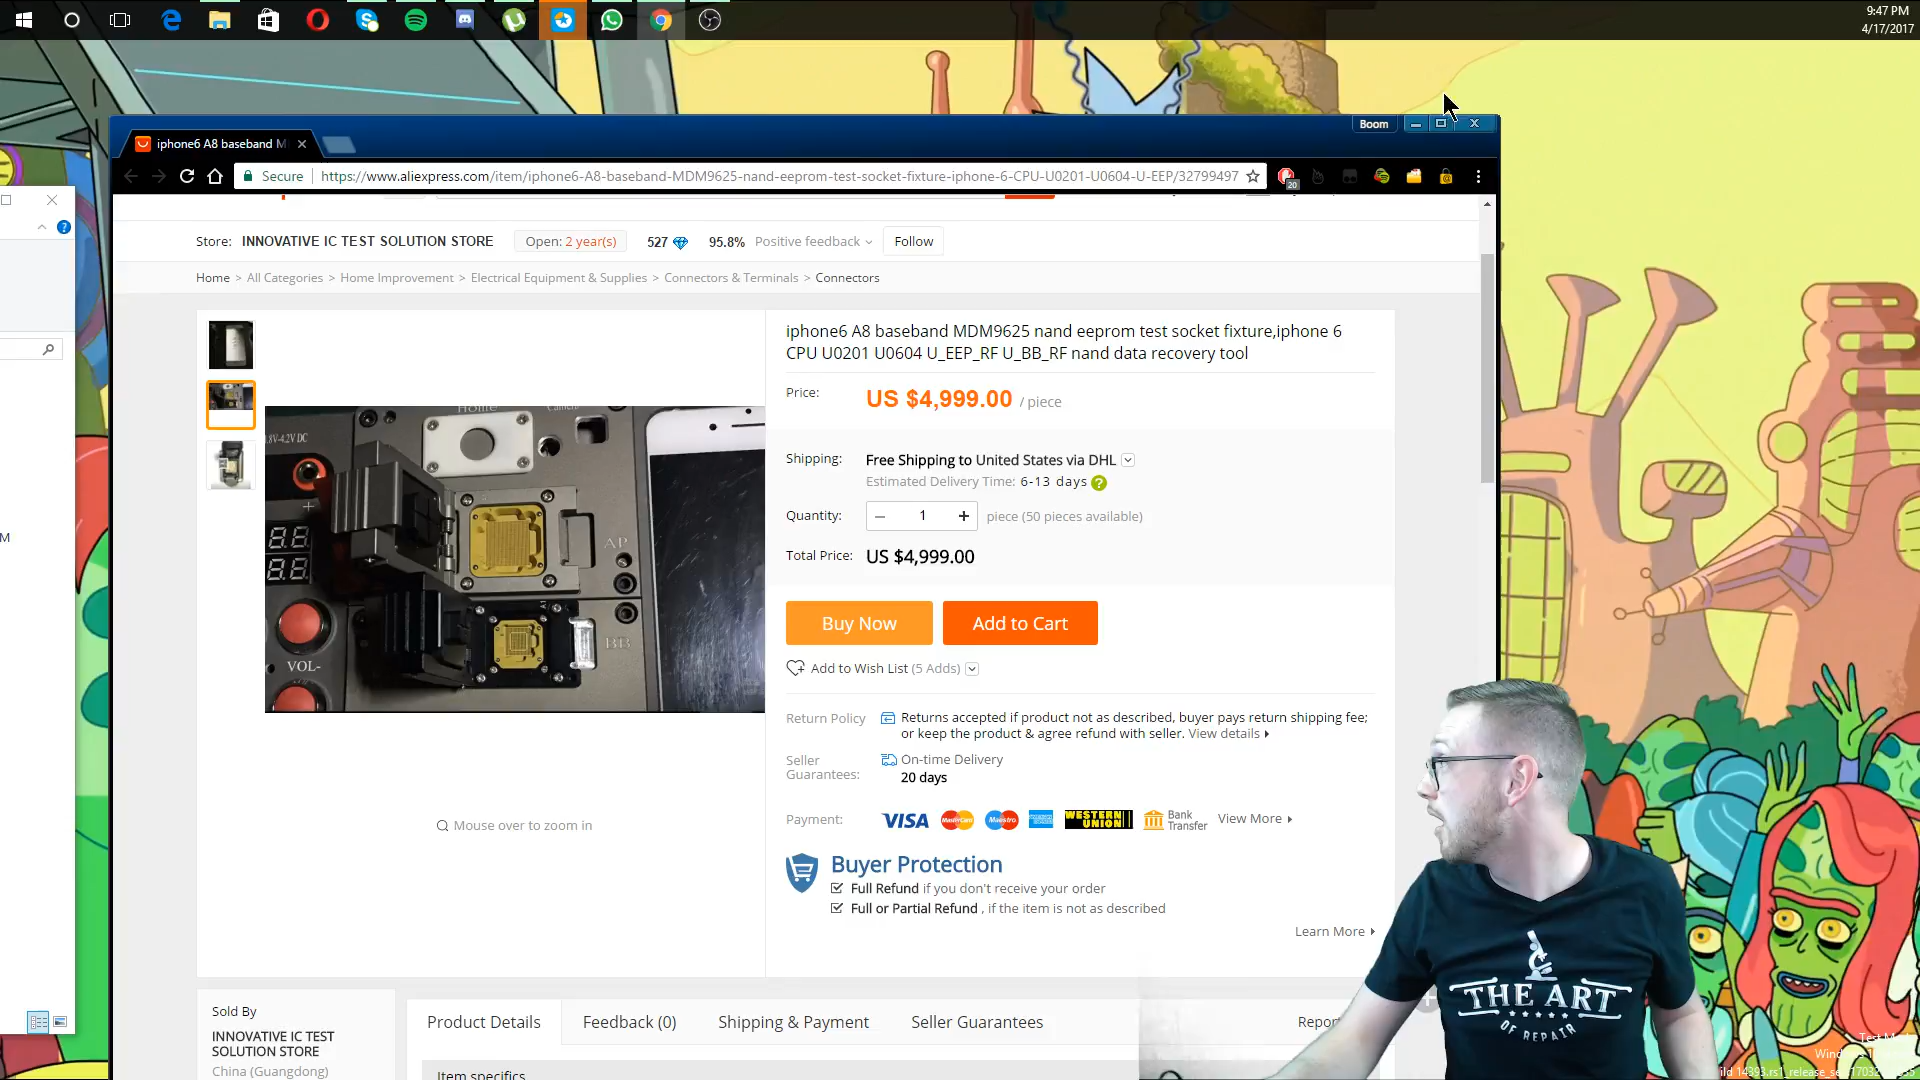 9:47 PM
4/17/2017
Boom
iphone6 A8 baseband M
Secure
https://www.aliexpress.com/item/iphone6-A8-baseband-MDM9625-nand-eeprom-test-socket-fixture-iphone-6-CPU-U0201-U0604-U-EEP/32799497
20
Store: INNOVATIVE IC TEST SOLUTION STORE Open: 2 year(s) 527 95.8% Positive feedback Follow
Home > All Categories > Home Improvement > Electrical Equipment & Supplies > Connectors & Terminals > Connectors
iphone6 A8 baseband MDM9625 nand eeprom test socket fixture,iphone 6
CPU U0201 U0604 U_EEP_RF U_BB_RF nand data recovery tool
Price: US $4,999.00 / piece
Shipping: Free Shipping to United States via DHL
Estimated Delivery Time: 6-13 days
Quantity: 1 piece (50 pieces available)
Total Price: US $4,999.00
Buy Now Add to Cart
Add to Wish List (5 Adds)
Return Policy Returns accepted if product not as described, buyer pays return shipping fee;
or keep the product & agree refund with seller. View details
Seller
Guarantees:
On-time Delivery
20 days
Payment: VISA MasterCard Maestro WESTERN UNION Bank Transfer View More
Buyer Protection
Full Refund if you don't receive your order
Full or Partial Refund , if the item is not as described
Learn More
AP
BB
VOL-
M
Mouse over to zoom in
Sold By
INNOVATIVE IC TEST
SOLUTION STORE
China (Guangdong)
Product Details Feedback (0) Shipping & Payment Seller Guarantees Report
Item specifics
THE ART
OF REPAIR